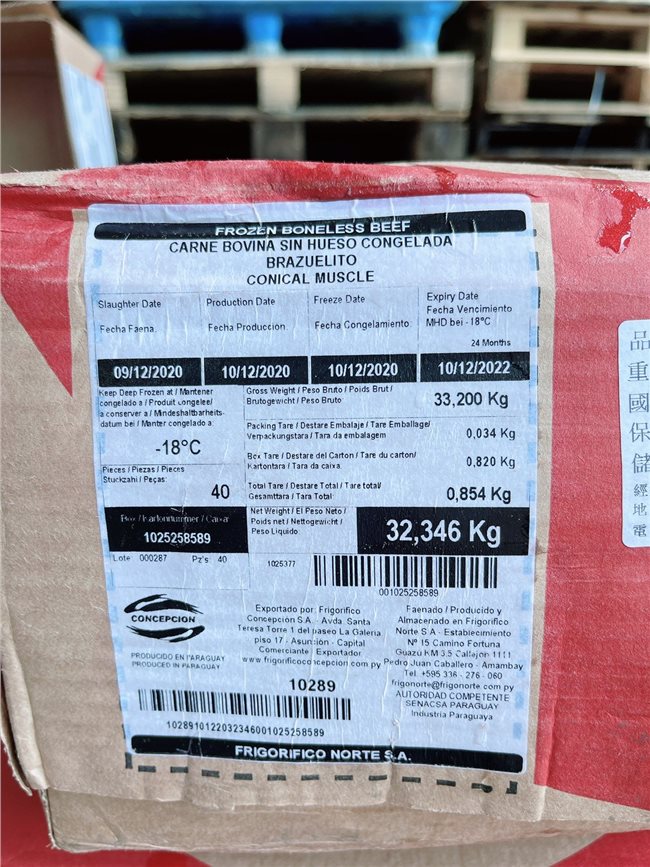 FROZEN BONELESS BEEF
CARNE BOVINA SIN HUESO CONGELADA
BRAZUELITO
CONICAL MUSCLE
Slaughter Date
Fecha Faena:
09/12/2020
Production Date
Fecha Producción:
10/12/2020
Freeze Date
Fecha Congelamiento:
10/12/2020
Expiry Date
Fecha Vencimiento
MHD bei -18°C
24 Months
10/12/2022
Keep Deep Frozen at / Mantener
congelado a / Produit congelee/
a conserver a / Mindeshaltbarheits-
datum bei / Manter congelado a:
-18°C
Pieces / Piezas / Pieces
Stuckzahl / Peças:
40
Gross Weight / Peso Bruto / Poids Brut /
Brutogewicht / Peso Bruto:
33,200 Kg
Packing Tare / Destare Embalaje / Tare Emballage/
Verpackungstara / Tara da embalagem
0,034 Kg
Box Tare / Destare del Carton / Tare du carton/
Kartontara / Tara da caixa
0,820 Kg
Total Tare / Destare Total / Tare total/
Gesamttara / Tara Total:
0,854 Kg
Box / Kartonnummer / Caixa:
1025258589
Net Weight / El Peso Neto /
Poids net / Nettogewicht /
Peso Liquido:
32,346 Kg
Lote 000287 Pz's 40
1025377
001025258589
CONCEPCION
PRODUCIDO EN PARAGUAY
PRODUCED IN PARAGUAY
Exportado por: Frigorifico
Concepción S.A. - Avda. Santa
Teresa Torre 1 del paseo La Galeria
piso 17 - Asunción - Capital
Comerciante Exportador
www.frigorificoconcepcion.com.py
10289
Faenado / Producido y
Almacenado en Frigorifico
Norte S.A - Establecimiento
Nº 15 Camino Fortuna
Guazú KM 3.5 Callejon 1111
Pedro Juan Caballero - Amambay
Tel. +595 336 - 276 - 060
frigonorte@frigonorte.com.py
AUTORIDAD COMPETENTE
SENACSA PARAGUAY
Industria Paraguaya
1028910122032346001025258589
FRIGORIFICO NORTE S.A.
品
重
國
保
儲
經
地
電